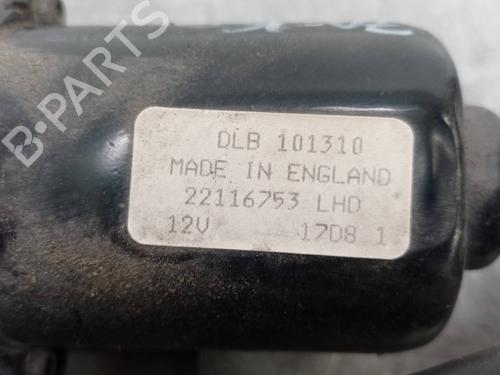 DLB 101310
MADE IN ENGLAND
22116753 LHD
12V 17D8 1
B-PARTS